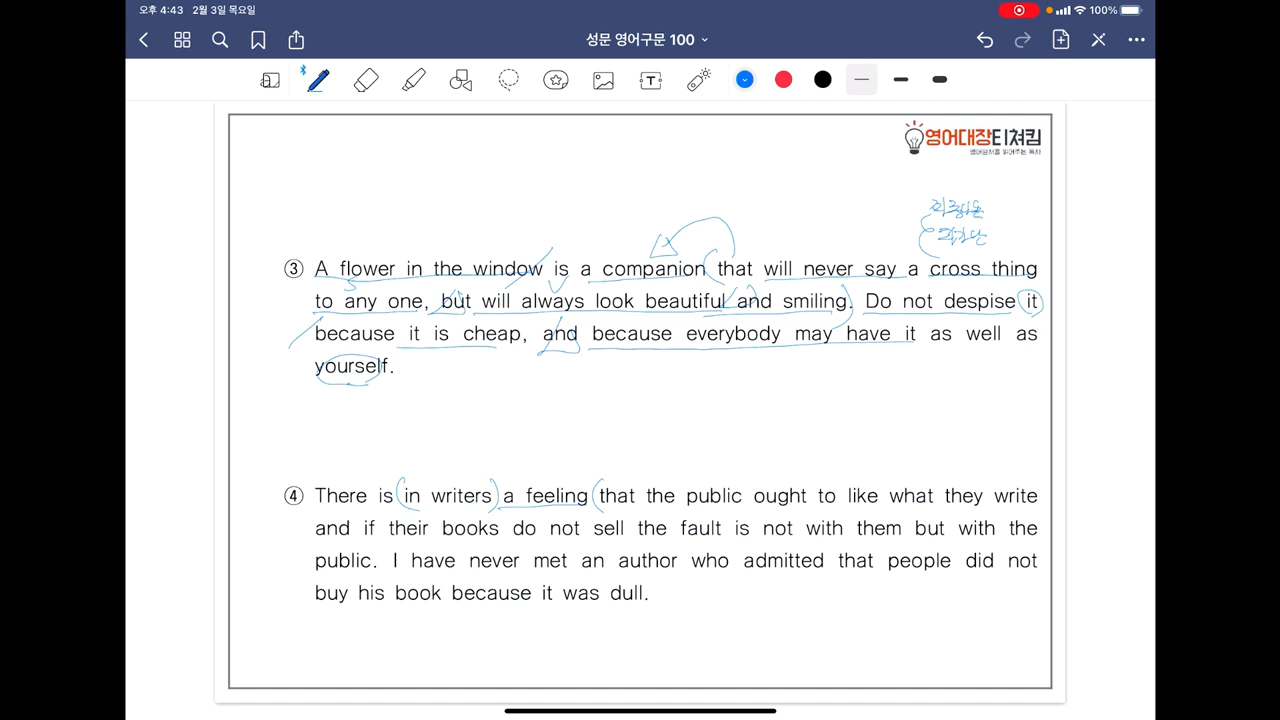 오후 4:43 2월 3일 목요일
100%
성문 영어구문 100
영어대장티쳐킴
③ A flower in the window is a companion that will never say a cross thing
to any one, but will always look beautiful and smiling. Do not despise it
because it is cheap, and because everybody may have it as well as
yourself.
④ There is in writers a feeling that the public ought to like what they write
and if their books do not sell the fault is not with them but with the
public. I have never met an author who admitted that people did not
buy his book because it was dull.